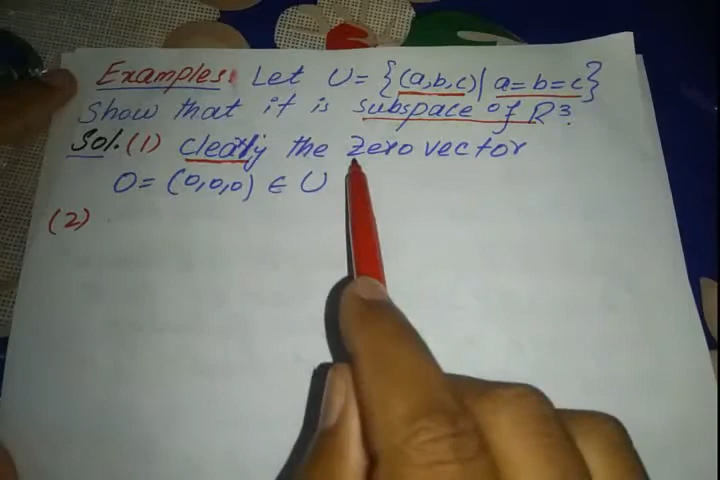 Examples: Let U = {(a,b,c) | a=b=c}
Show that it is subspace of R³.
Sol. (1) Clearly the Zero vector
0 = (0,0,0) ∈ U
(2)